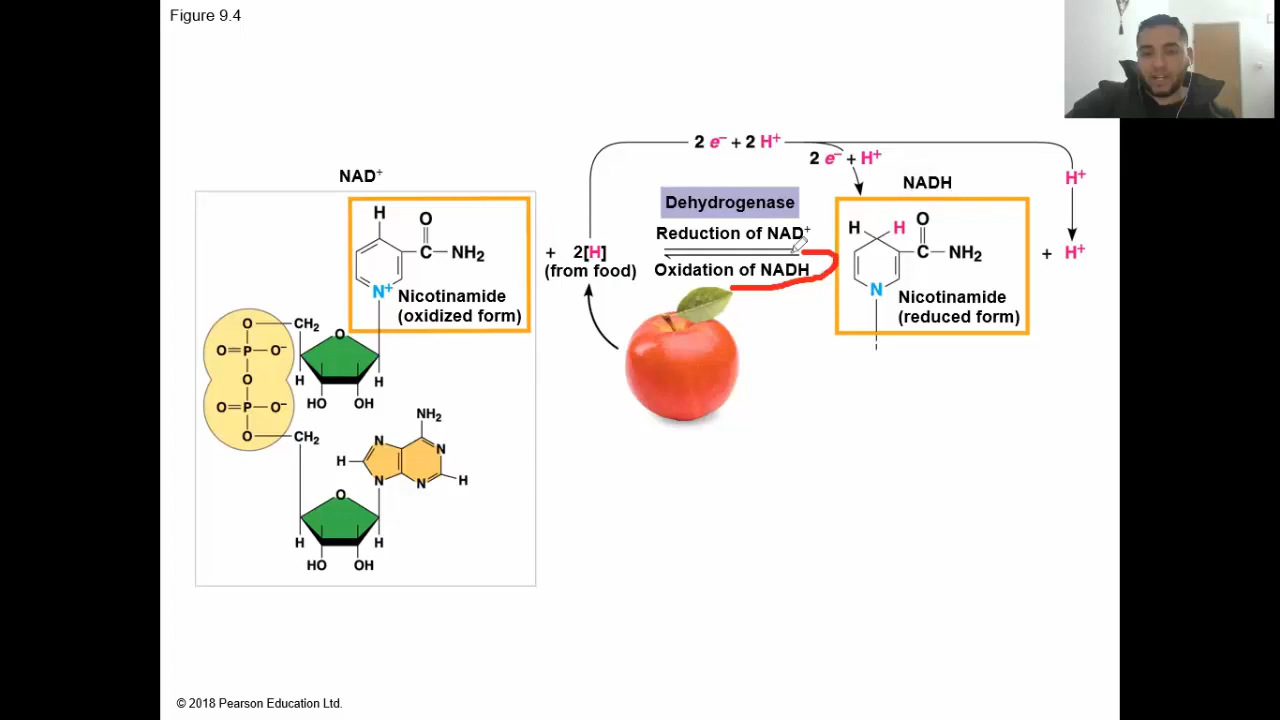 Figure 9.4
2 e⁻ + 2 H⁺
2 e⁻ + H⁺
NAD⁺
NADH
H⁺
Dehydrogenase
Reduction of NAD⁺
Oxidation of NADH
H
O
C
NH₂
N⁺
Nicotinamide
(oxidized form)
+ 2[H]
(from food)
H
H
O
C
NH₂
N
Nicotinamide
(reduced form)
+ H⁺
O
CH₂
O
O
P
O⁻
H
H
O
HO
OH
O
P
O⁻
O
CH₂
NH₂
N
N
H
N
N
H
O
H
H
HO
OH
© 2018 Pearson Education Ltd.